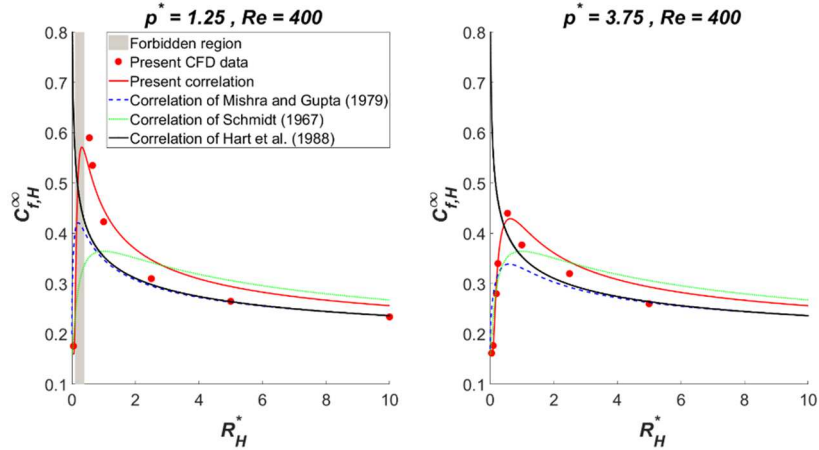 p* = 1.25 , Re = 400
0.8
0.7
0.6
0.5
0.4
0.3
0.2
0.1
C∞f,H
Forbidden region
Present CFD data
Present correlation
Correlation of Mishra and Gupta (1979)
Correlation of Schmidt (1967)
Correlation of Hart et al. (1988)
0 2 4 6 8 10
R*H
p* = 3.75 , Re = 400
0.8
0.7
0.6
0.5
0.4
0.3
0.2
0.1
C∞f,H
0 2 4 6 8 10
R*H